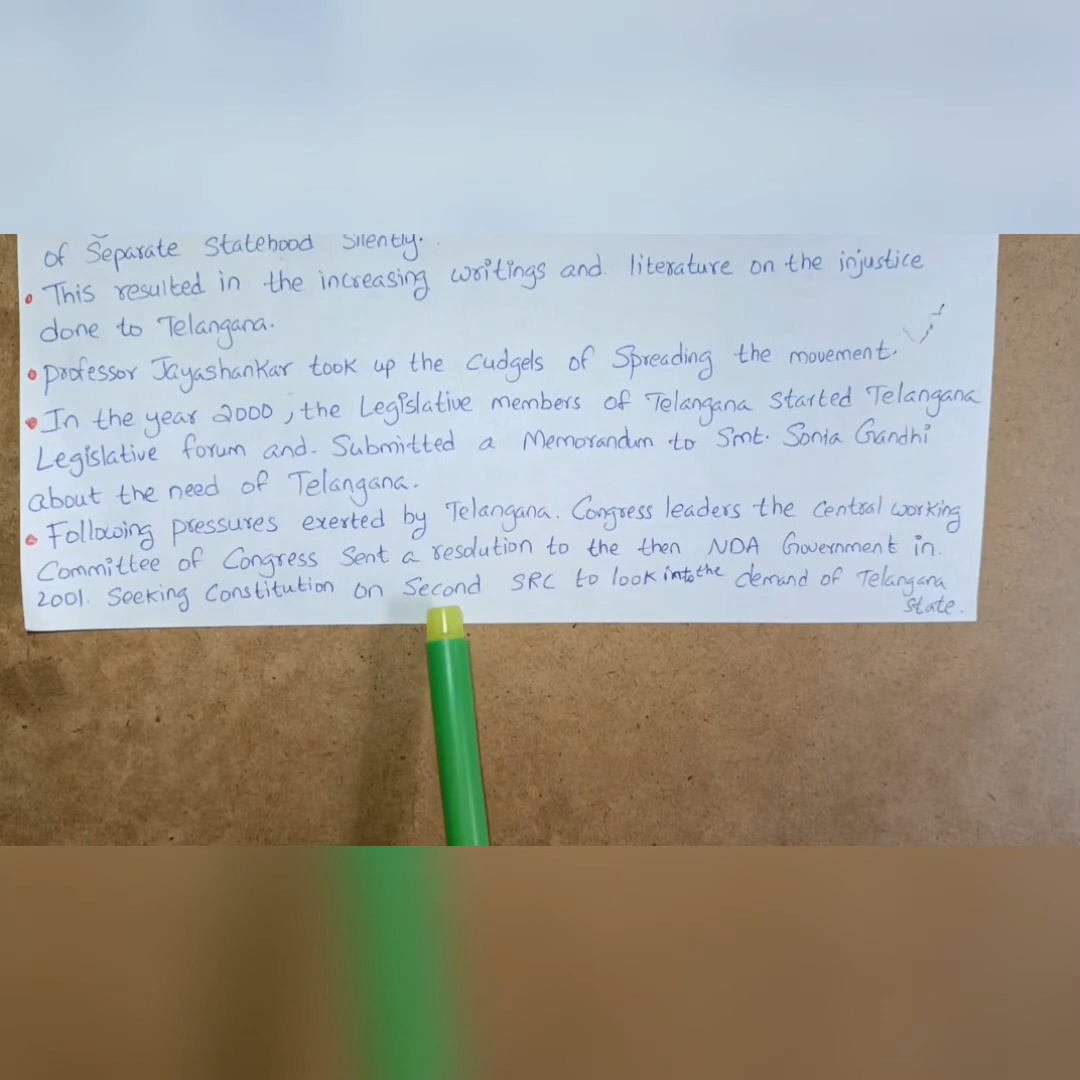 of Separate Statehood Silently.
• This resulted in the increasing writings and literature on the injustice
done to Telangana.
• professor Jayashankar took up the cudgels of Spreading the movement.
• In the year 2000, the Legislative members of Telangana Started Telangana
Legislative forum and. Submitted a Memorandm to Smt. Sonia Gandhi
about the need of Telangana.
• Following pressures exerted by Telangana. Congress leaders the central working
Committee of Congress Sent a resolution to the then NDA Government in.
2001. Seeking Constitution on Second SRC to look into the demand of Telangana
State.